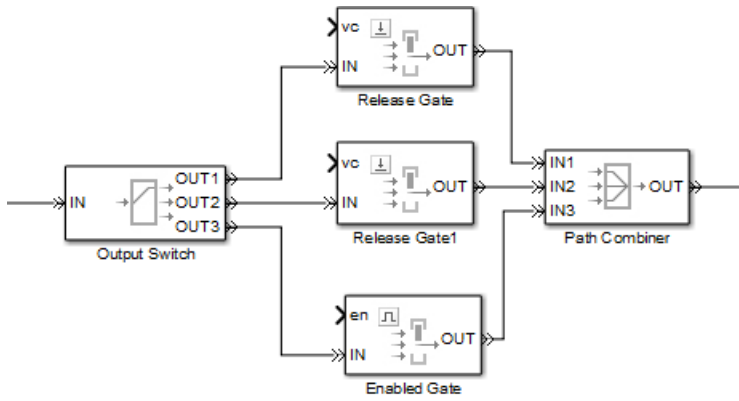 vc
OUT
IN
Release Gate
OUT1
IN
OUT2
OUT3
Output Switch
vc
OUT
IN
Release Gate1
IN1
IN2
OUT
IN3
Path Combiner
en
OUT
IN
Enabled Gate